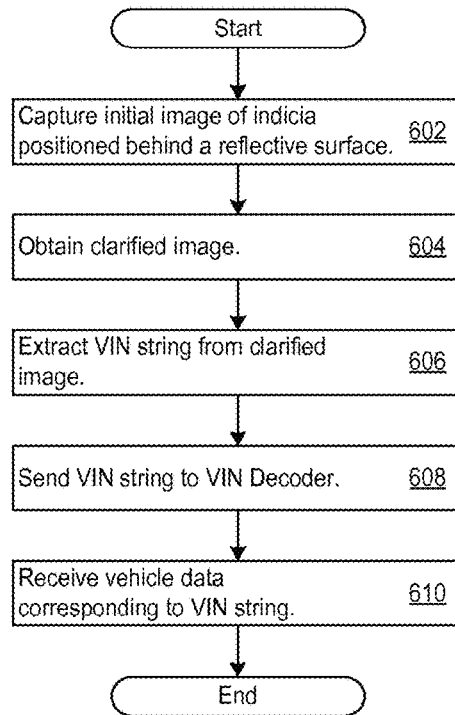 Start
Capture initial image of indicia
positioned behind a reflective surface.
602
Obtain clarified image.
604
Extract VIN string from clarified
image.
606
Send VIN string to VIN Decoder.
608
Receive vehicle data
corresponding to VIN string.
610
End